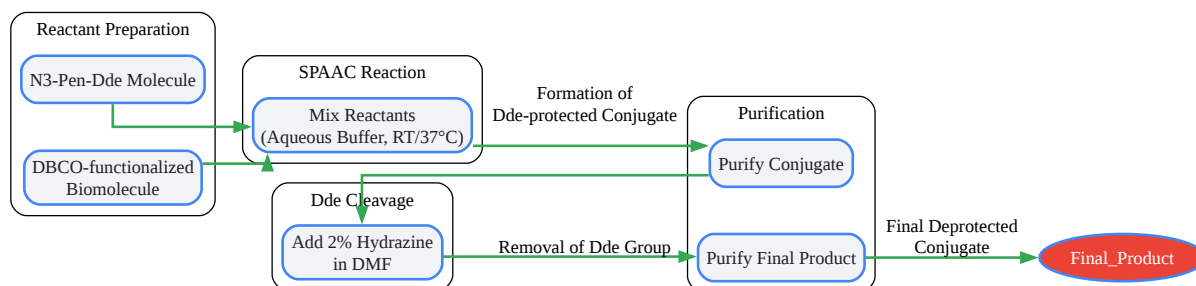 Reactant Preparation
N3-Pen-Dde Molecule
DBCO-functionalized
Biomolecule
SPAAC Reaction
Mix Reactants
(Aqueous Buffer, RT/37°C)
Formation of
Dde-protected Conjugate
Purification
Purify Conjugate
Dde Cleavage
Add 2% Hydrazine
in DMF
Removal of Dde Group
Purify Final Product
Final Deprotected
Conjugate
Final_Product